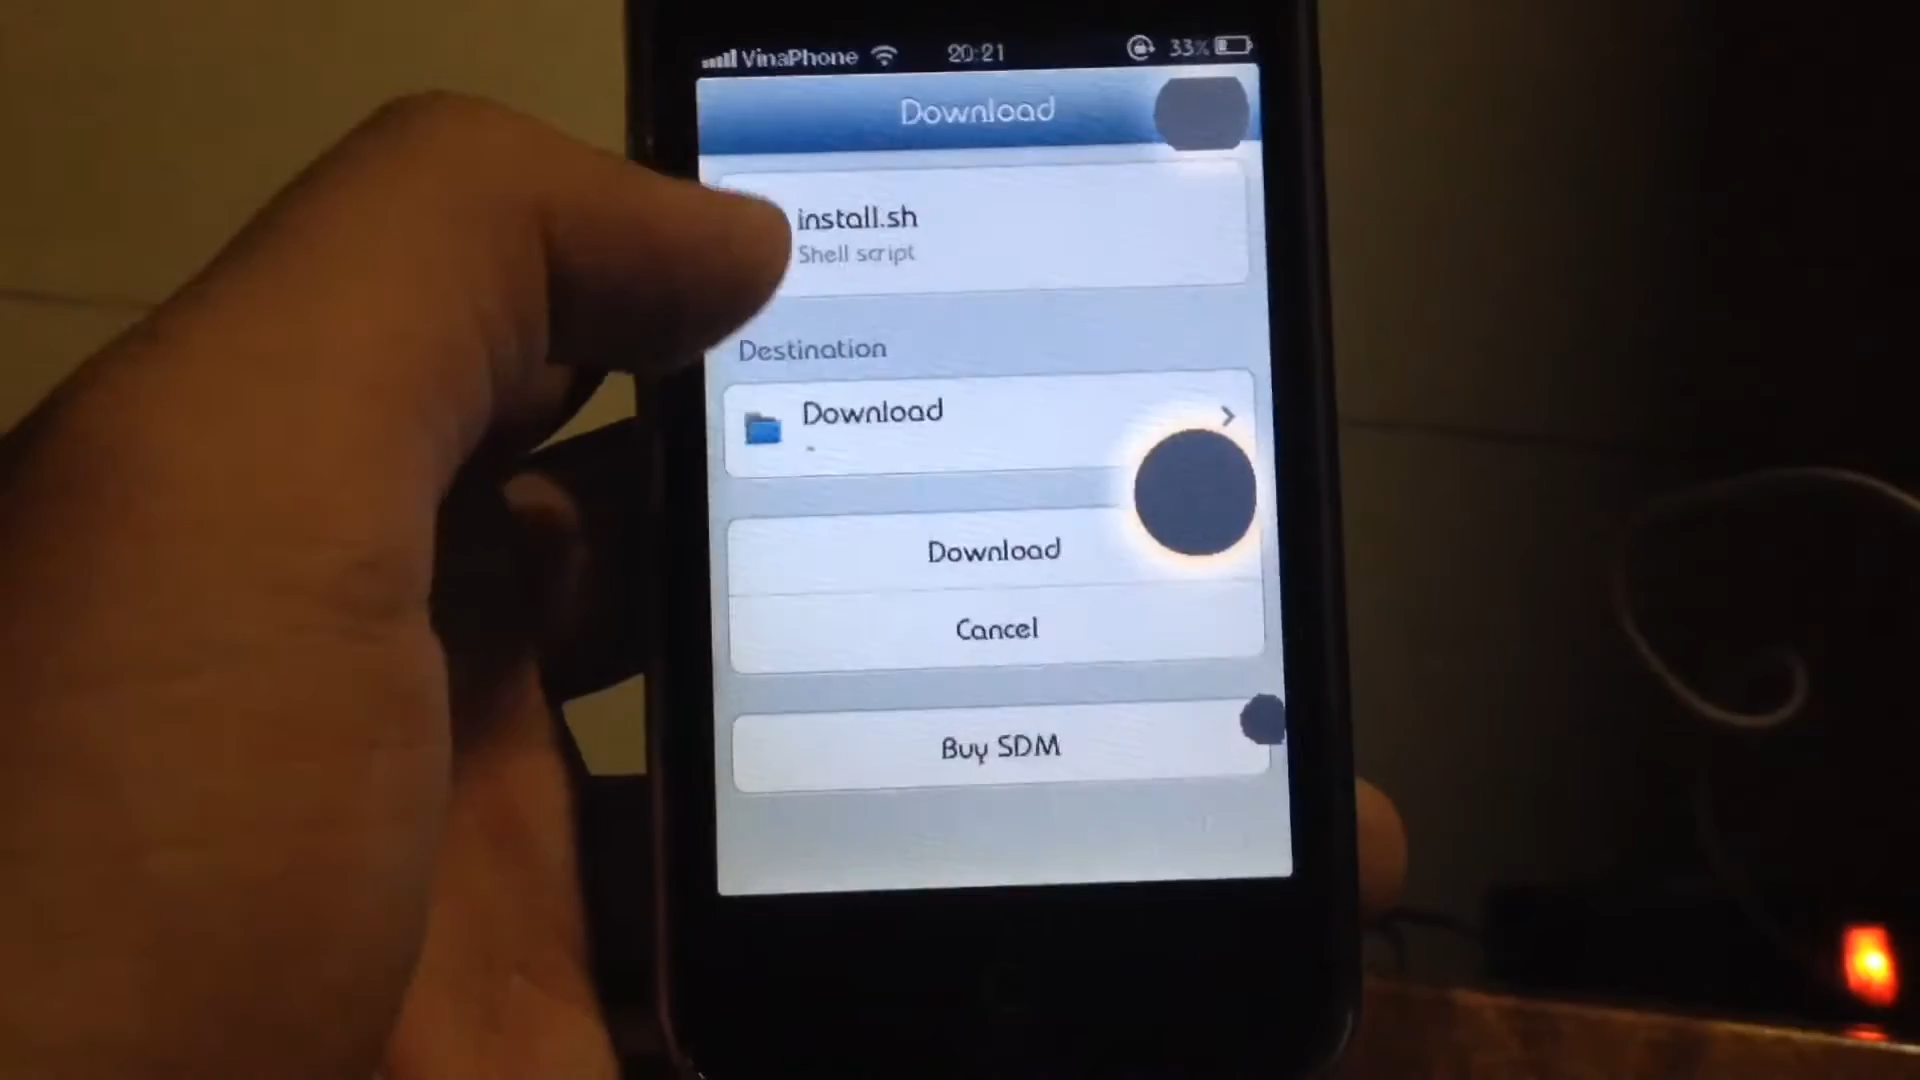 VinaPhone 20:21 33%
Download
install.sh
Shell script
Destination
Download
-
Download
Cancel
Buy SDM